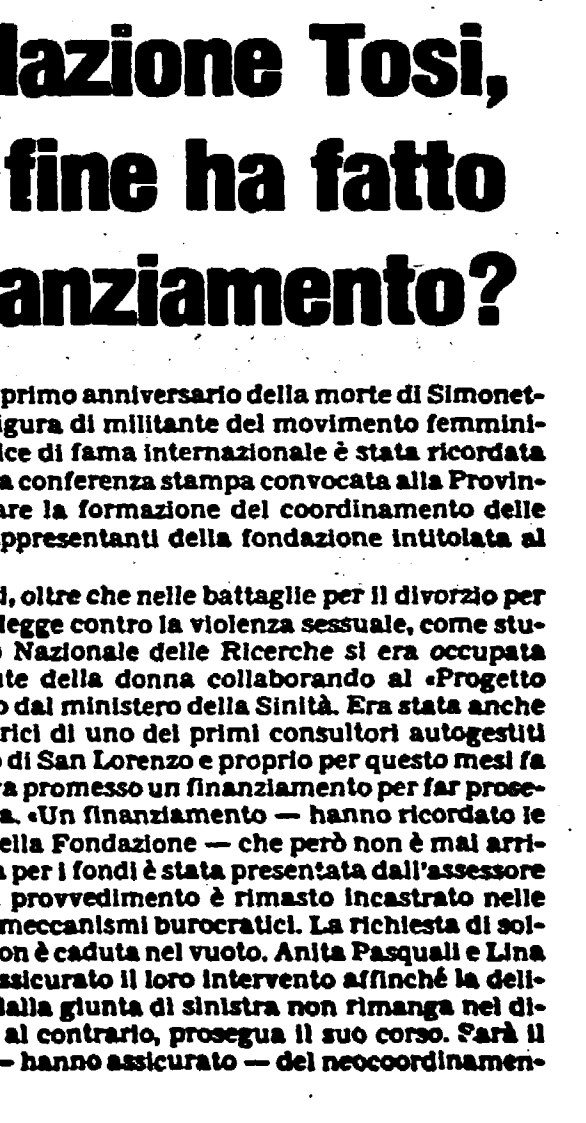 dazione Tosi,
fine ha fatto
anziamento?
primo anniversario della morte di Simonet-
igura di militante del movimento femmini-
ice di fama internazionale è stata ricordata
a conferenza stampa convocata alla Provin-
are la formazione del coordinamento delle
ppresentanti della fondazione intitolata al
i, oltre che nelle battaglie per il divorzio per
legge contro la violenza sessuale, come stu-
o Nazionale delle Ricerche si era occupata
ute della donna collaborando al «Progetto
o dal ministero della Sinità. Era stata anche
rici di uno dei primi consultori autogestiti
o di San Lorenzo e proprio per questo mesi fa
ra promesso un finanziamento per far prose-
a. «Un finanziamento — hanno ricordato le
ella Fondazione — che però non è mai arri-
a per i fondi è stata presentata dall'assessore
provvedimento è rimasto incastrato nelle
meccanismi burocratici. La richiesta di sol-
on è caduta nel vuoto. Anita Pasquali e Lina
ssicurato il loro intervento affinché la deli-
dalla giunta di sinistra non rimanga nei di-
al contrario, prosegua il suo corso. Sarà il
— hanno assicurato — del neocoordinamen-